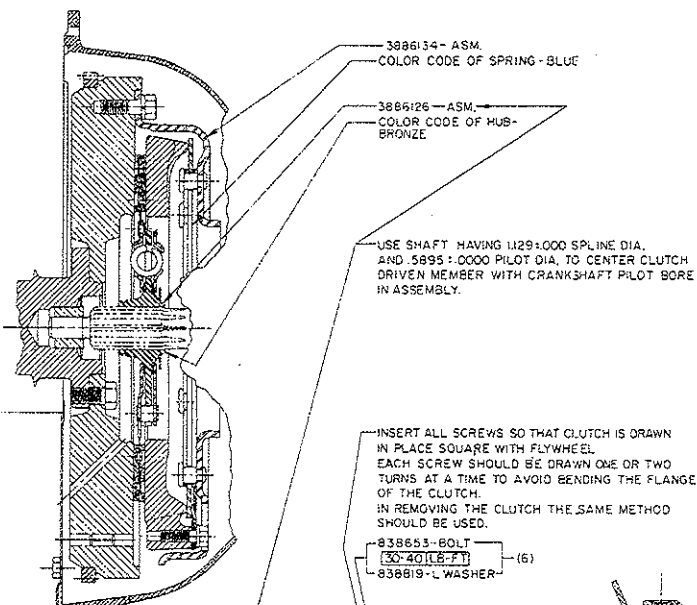 3886134- ASM.
COLOR CODE OF SPRING-BLUE
3886126-ASM.
COLOR CODE OF HUB-
BRONZE
USE SHAFT HAVING 1.129±.000 SPLINE DIA.
AND .5895±.0000 PILOT DIA. TO CENTER CLUTCH
DRIVEN MEMBER WITH CRANKSHAFT PILOT BORE
IN ASSEMBLY.
INSERT ALL SCREWS SO THAT CLUTCH IS DRAWN
IN PLACE SQUARE WITH FLYWHEEL
EACH SCREW SHOULD BE DRAWN ONE OR TWO
TURNS AT A TIME TO AVOID BENDING THE FLANGE
OF THE CLUTCH.
IN REMOVING THE CLUTCH THE SAME METHOD
SHOULD BE USED.
838653-BOLT
30-40 LB-FT
(6)
838819-L WASHER